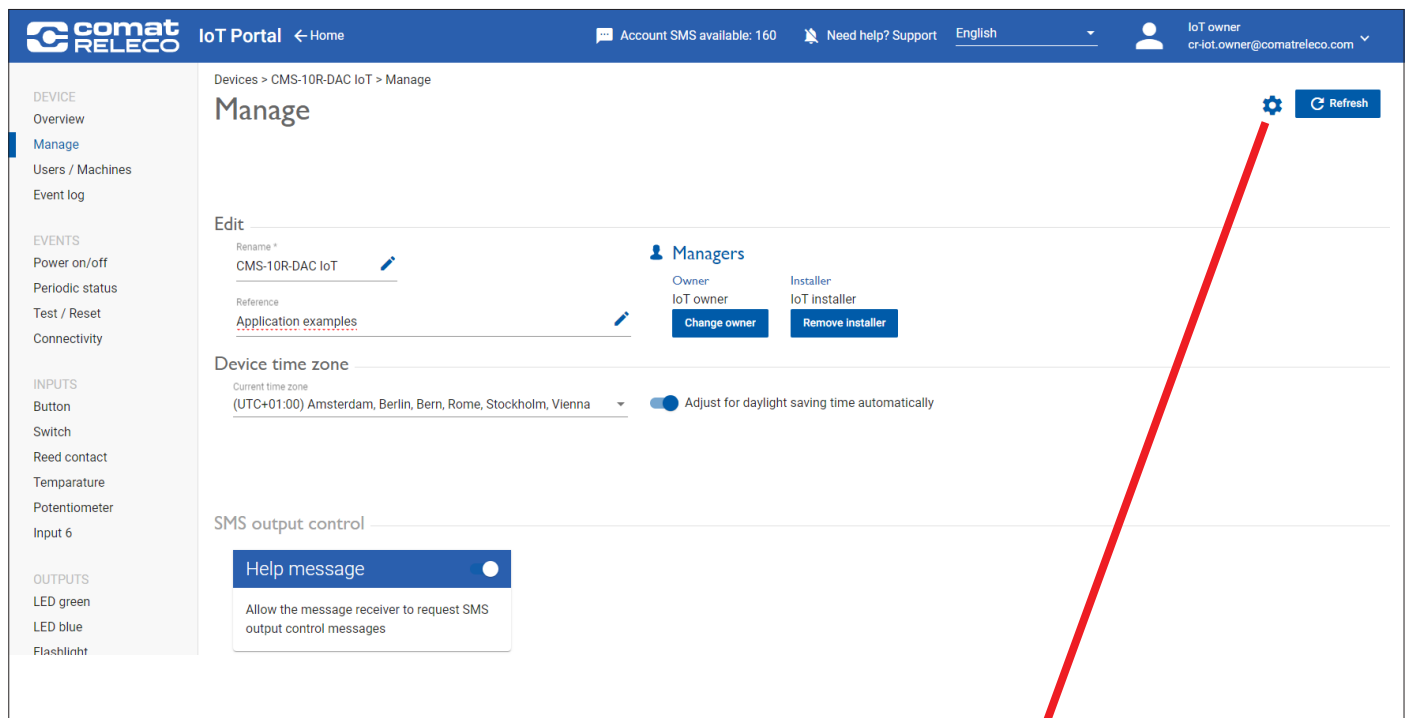 comat RELECO IoT Portal ← Home Account SMS available: 160 Need help? Support English IoT owner
cr-iot.owner@comatreleco.com
Devices > CMS-10R-DAC IoT > Manage
Manage
Refresh
DEVICE
Overview
Manage
Users / Machines
Event log
EVENTS
Power on/off
Periodic status
Test / Reset
Connectivity
INPUTS
Button
Switch
Reed contact
Temparature
Potentiometer
Input 6
OUTPUTS
LED green
LED blue
Flashlight
Edit
Rename *
CMS-10R-DAC IoT
Reference
Application examples
Managers
Owner Installer
IoT owner IoT installer
Change owner Remove installer
Device time zone
Current time zone
(UTC+01:00) Amsterdam, Berlin, Bern, Rome, Stockholm, Vienna
Adjust for daylight saving time automatically
SMS output control
Help message
Allow the message receiver to request SMS
output control messages